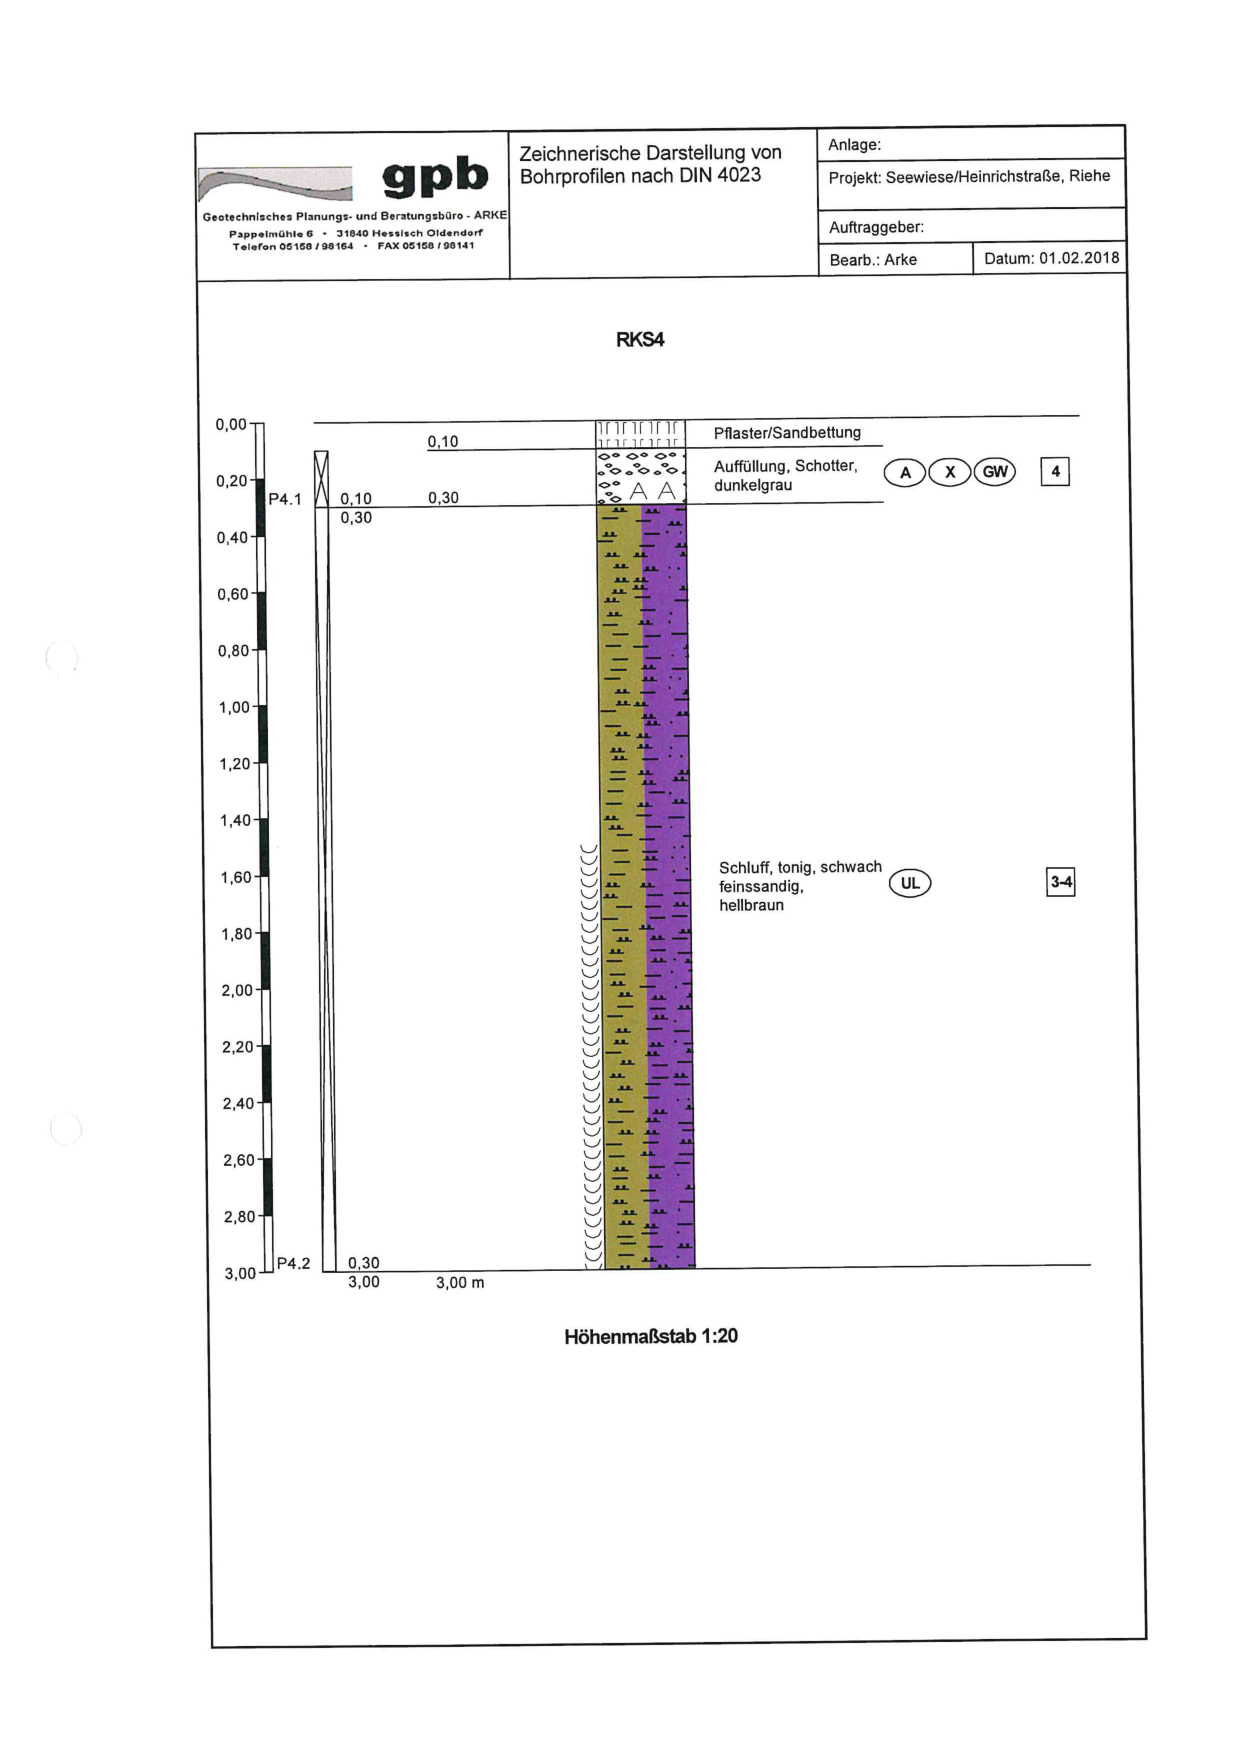 gpb
Geotechnisches Planungs- und Beratungsbüro - ARKE
Pappelmühle 6 - 31840 Hessisch Oldendorf
Telefon 05158 / 98164 - FAX 05158 / 98141
Zeichnerische Darstellung von
Bohrprofilen nach DIN 4023
Anlage:
Projekt: Seewiese/Heinrichstraße, Riehe
Auftraggeber:
Bearb.: Arke
Datum: 01.02.2018
RKS4
0,00
0,10
Pflaster/Sandbettung
Auffüllung, Schotter,
dunkelgrau
A X GW
4
0,20
P4.1
0,10
0,30
A A
0,30
0,40
0,60
0,80
1,00
1,20
1,40
1,60
Schluff, tonig, schwach
feinssandig,
hellbraun
UL
3-4
1,80
2,00
2,20
2,40
2,60
2,80
P4.2
0,30
3,00
3,00
3,00 m
Höhenmaßstab 1:20